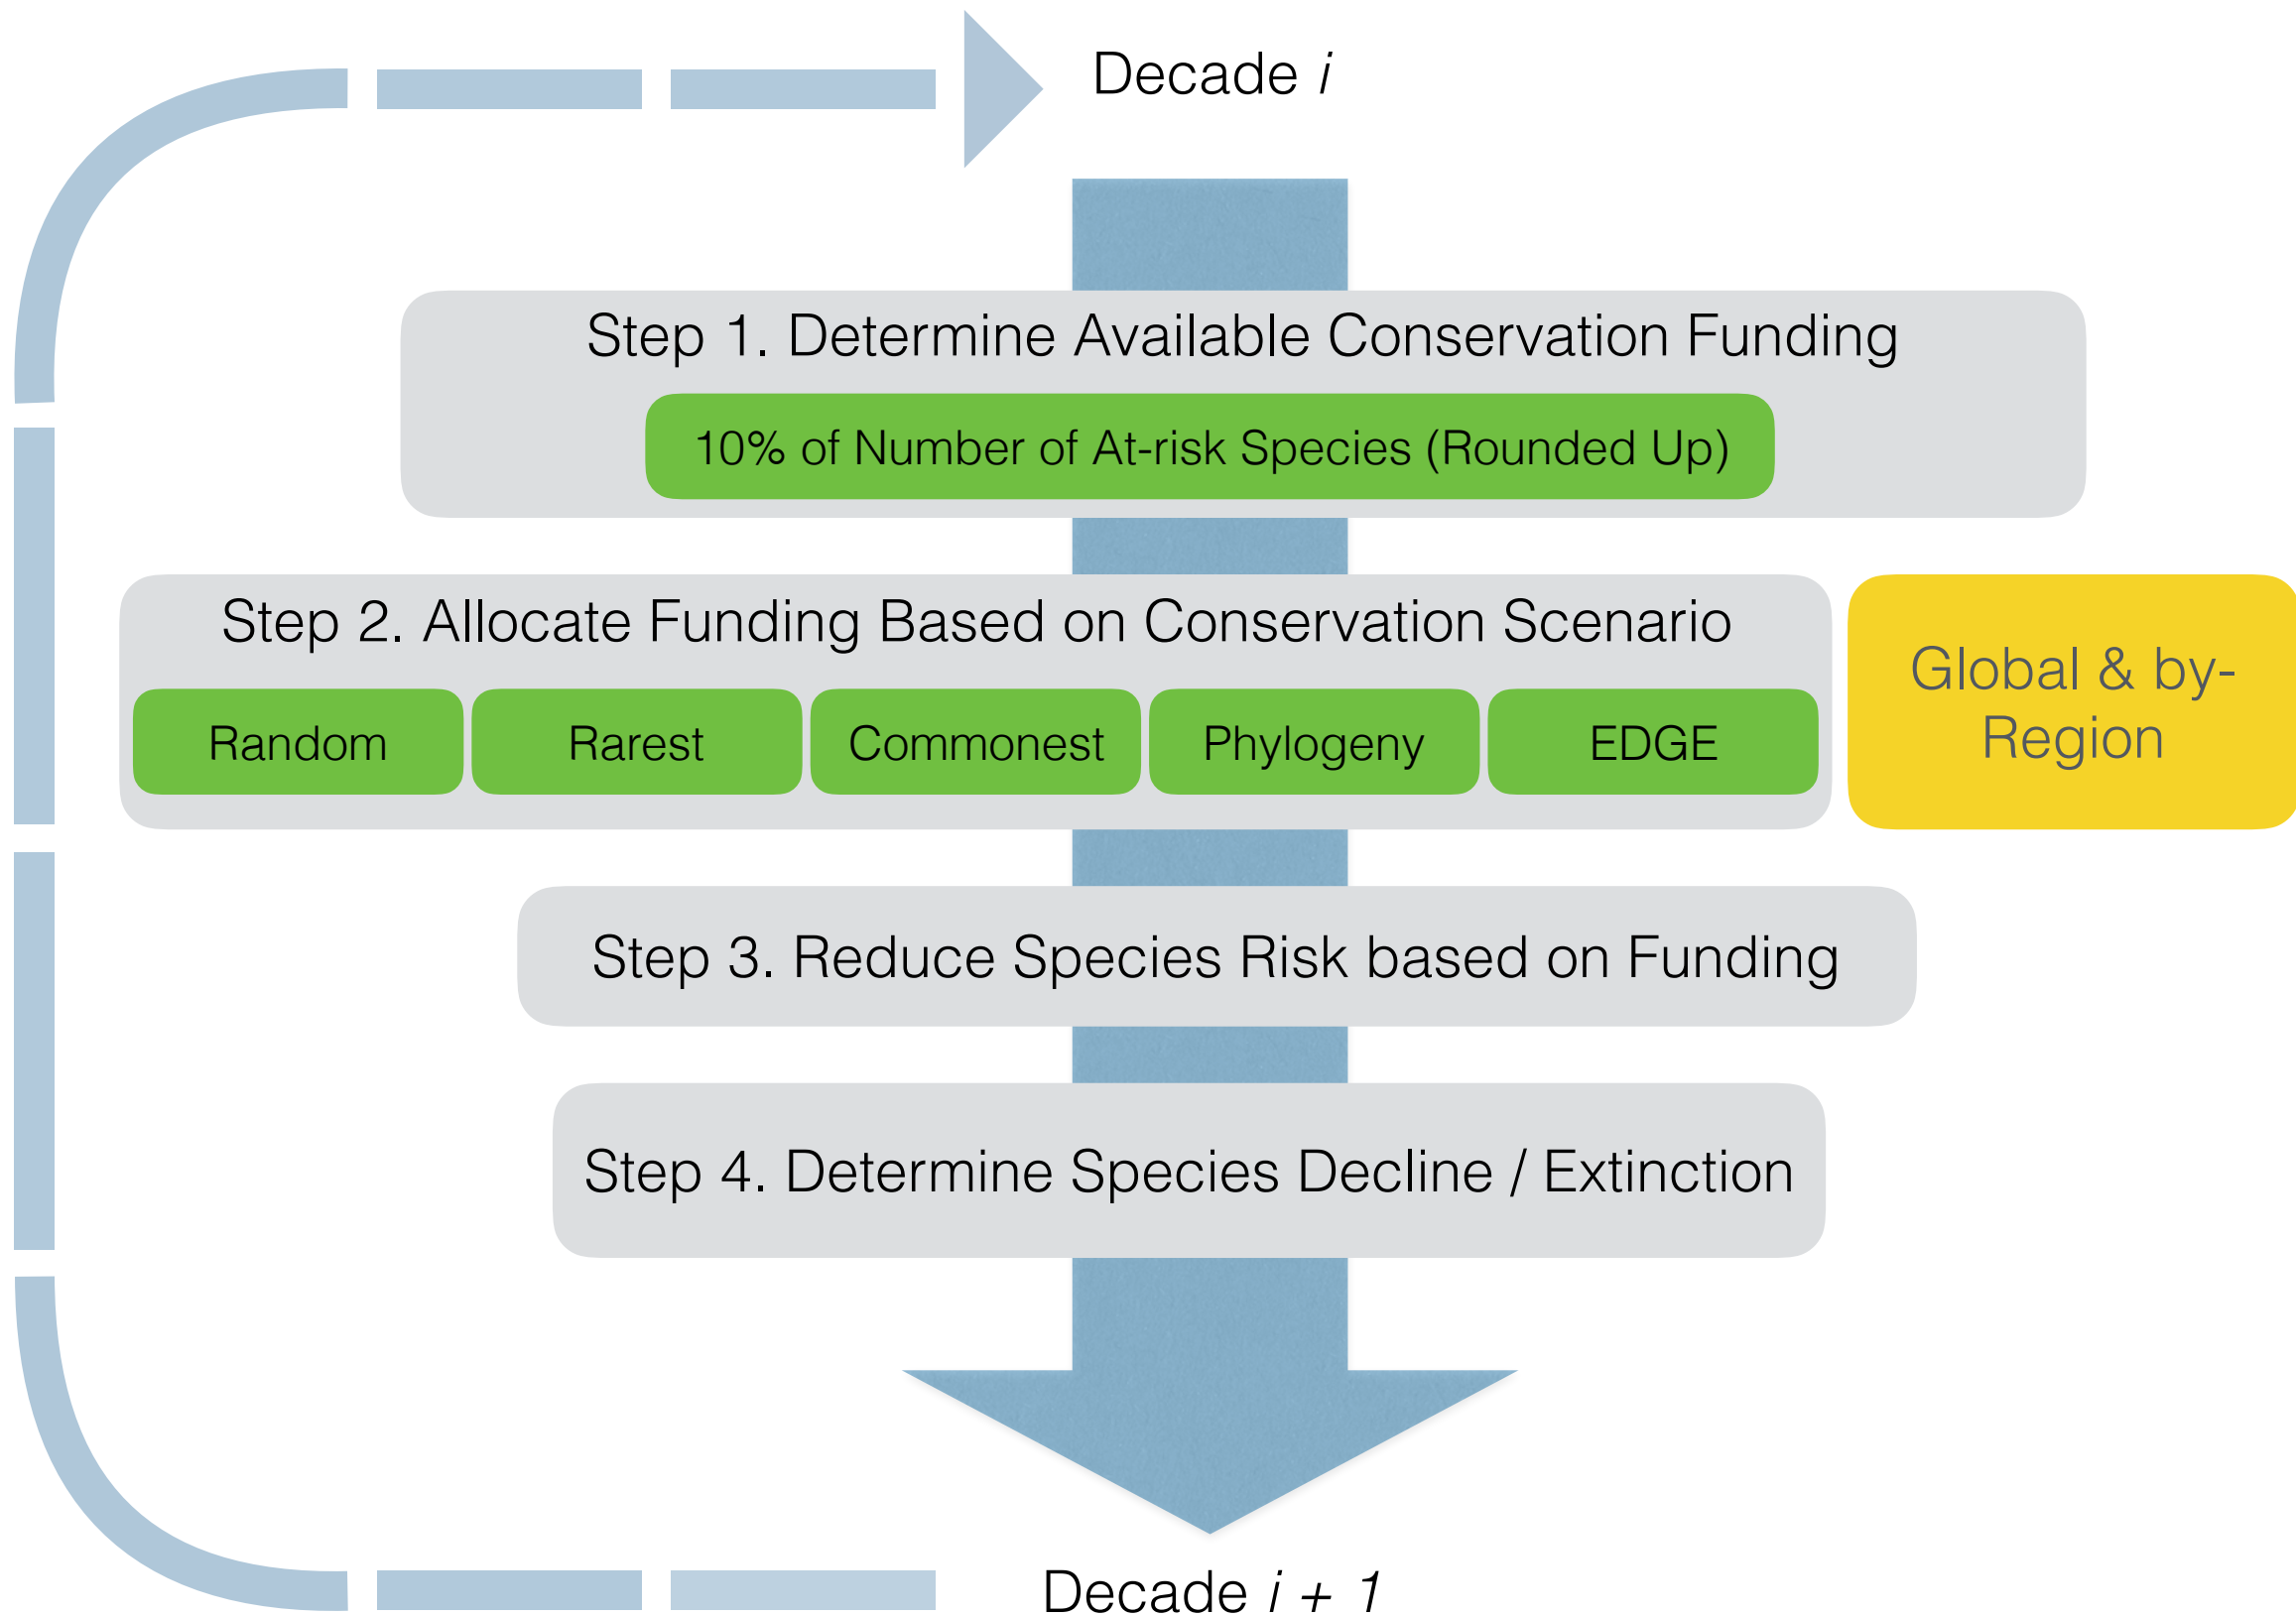 Decade i
Step 1. Determine Available Conservation Funding
10% of Number of At-risk Species (Rounded Up)
Step 2. Allocate Funding Based on Conservation Scenario
Random
Rarest
Commonest
Phylogeny
EDGE
Global & by-
Region
Step 3. Reduce Species Risk based on Funding
Step 4. Determine Species Decline / Extinction
Decade i + 1